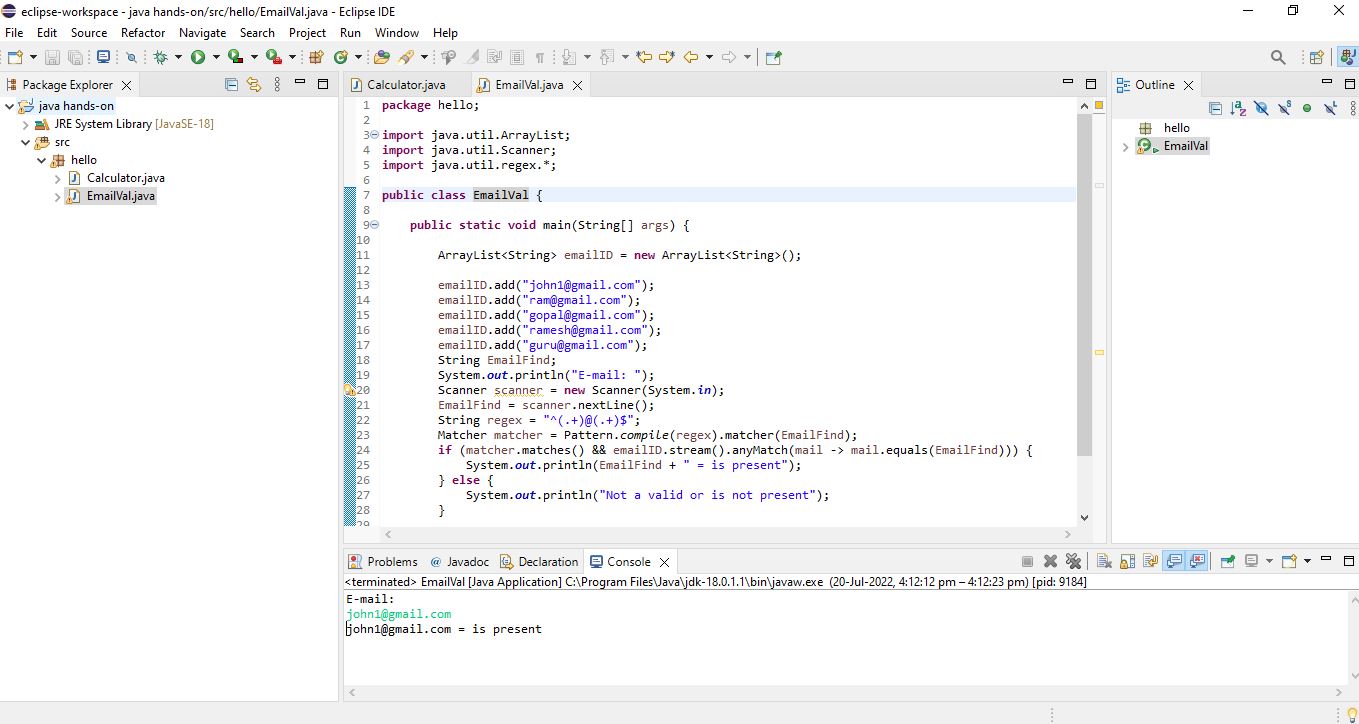 eclipse-workspace - java hands-on/src/hello/EmailVal.java - Eclipse IDE
File Edit Source Refactor Navigate Search Project Run Window Help
Package Explorer
java hands-on
JRE System Library [JavaSE-18]
src
hello
Calculator.java
EmailVal.java
Calculator.java EmailVal.java
1 package hello;
2
3 import java.util.ArrayList;
4 import java.util.Scanner;
5 import java.util.regex.*;
6
7 public class EmailVal {
8
9 public static void main(String[] args) {
10
11 ArrayList<String> emailID = new ArrayList<String>();
12
13 emailID.add("john1@gmail.com");
14 emailID.add("ram@gmail.com");
15 emailID.add("gopal@gmail.com");
16 emailID.add("ramesh@gmail.com");
17 emailID.add("guru@gmail.com");
18 String EmailFind;
19 System.out.println("E-mail: ");
20 Scanner scanner = new Scanner(System.in);
21 EmailFind = scanner.nextLine();
22 String regex = "^(.+)@(.+)$";
23 Matcher matcher = Pattern.compile(regex).matcher(EmailFind);
24 if (matcher.matches() && emailID.stream().anyMatch(mail -> mail.equals(EmailFind))) {
25 System.out.println(EmailFind + " = is present");
26 } else {
27 System.out.println("Not a valid or is not present");
28 }
29
Outline
hello
EmailVal
Problems @ Javadoc Declaration Console
<terminated> EmailVal [Java Application] C:\Program Files\Java\jdk-18.0.1.1\bin\javaw.exe (20-Jul-2022, 4:12:12 pm – 4:12:23 pm) [pid: 9184]
E-mail:
john1@gmail.com
john1@gmail.com = is present